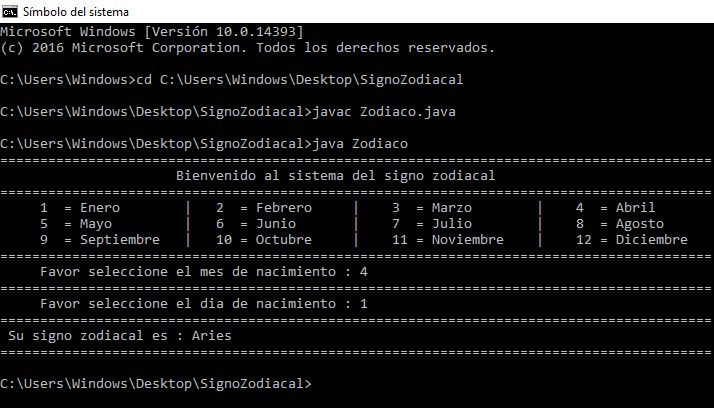 Símbolo del sistema
Microsoft Windows [Versión 10.0.14393]
(c) 2016 Microsoft Corporation. Todos los derechos reservados.
C:\Users\Windows>cd C:\Users\Windows\Desktop\SignoZodiacal
C:\Users\Windows\Desktop\SignoZodiacal>javac Zodiaco.java
C:\Users\Windows\Desktop\SignoZodiacal>java Zodiaco
=========================================================================================
Bienvenido al sistema del signo zodiacal
=========================================================================================
1 = Enero | 2 = Febrero | 3 = Marzo | 4 = Abril
5 = Mayo | 6 = Junio | 7 = Julio | 8 = Agosto
9 = Septiembre | 10 = Octubre | 11 = Noviembre | 12 = Diciembre
=========================================================================================
Favor seleccione el mes de nacimiento : 4
=========================================================================================
Favor seleccione el dia de nacimiento : 1
=========================================================================================
Su signo zodiacal es : Aries
=========================================================================================
C:\Users\Windows\Desktop\SignoZodiacal>